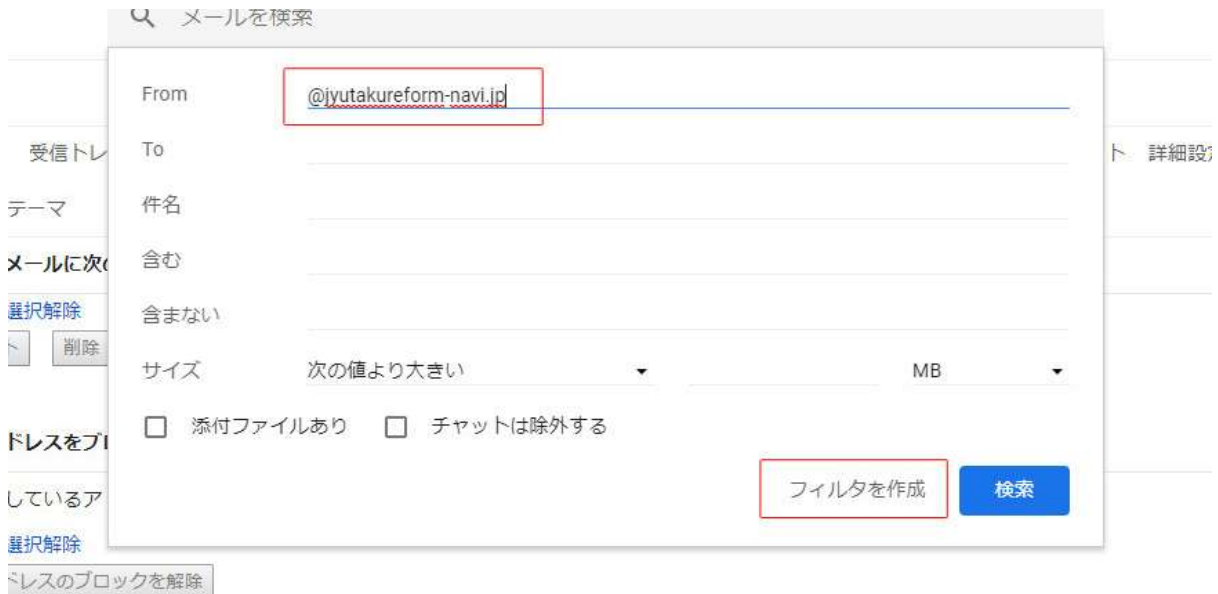 メールを検索
From @jyutakureform-navi.jp
受信トレ To ト 詳細設定
テーマ 件名
メールに次の 含む
選択解除
含まない
ト 削除
サイズ 次の値より大きい MB
添付ファイルあり チャットは除外する
ドレスをブロ
フィルタを作成 検索
しているア
選択解除
ドレスのブロックを解除